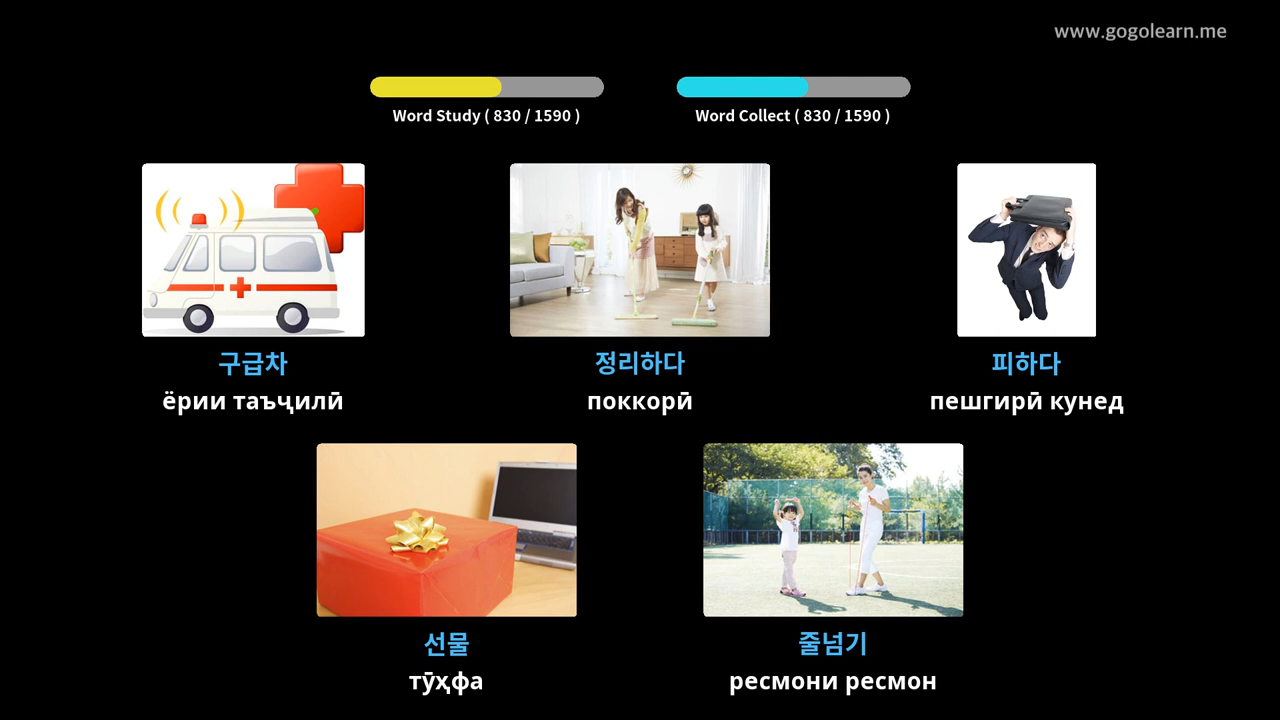 www.gogolearn.me
Word Study ( 830 / 1590 )
Word Collect ( 830 / 1590 )
구급차
ёрии таъҷилӣ
정리하다
поккорӣ
피하다
пешгирӣ кунед
선물
тӯҳфа
줄넘기
ресмони ресмон